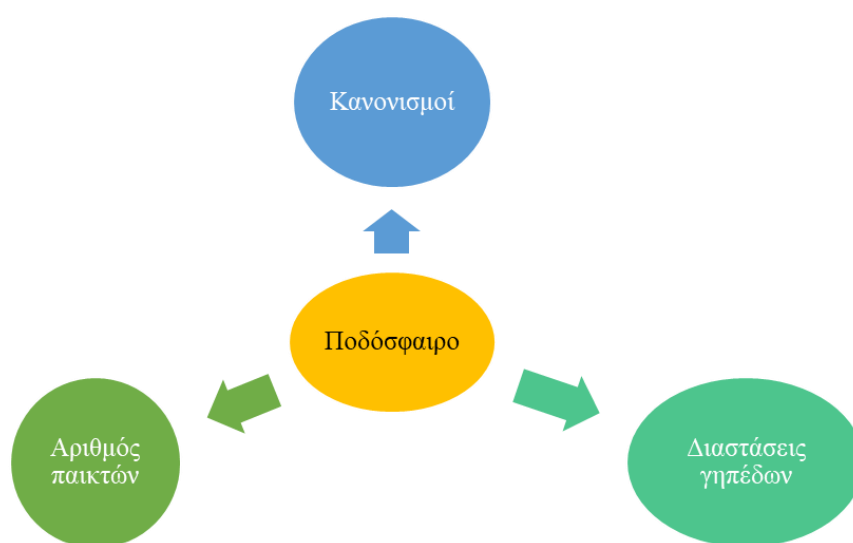 Κανονισμοί
Ποδόσφαιρο
Αριθμός
παικτών
Διαστάσεις
γηπέδων